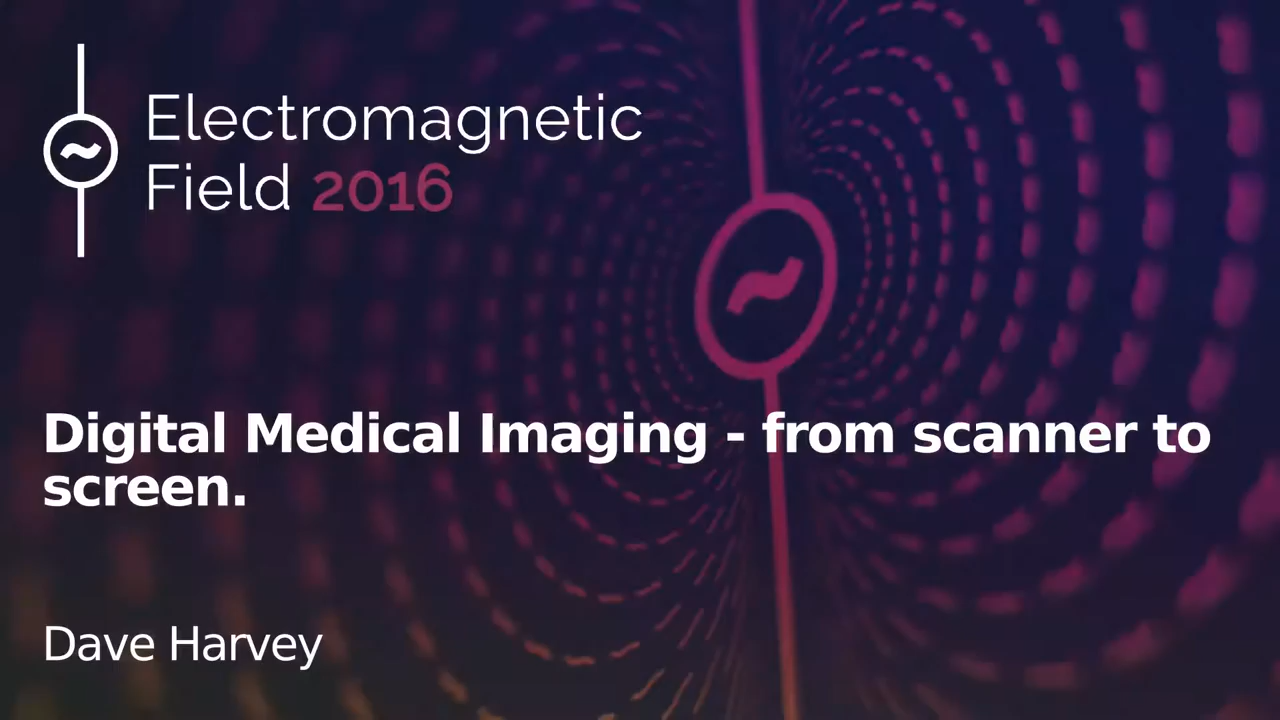 Electromagnetic
Field 2016
Digital Medical Imaging - from scanner to
screen.
Dave Harvey